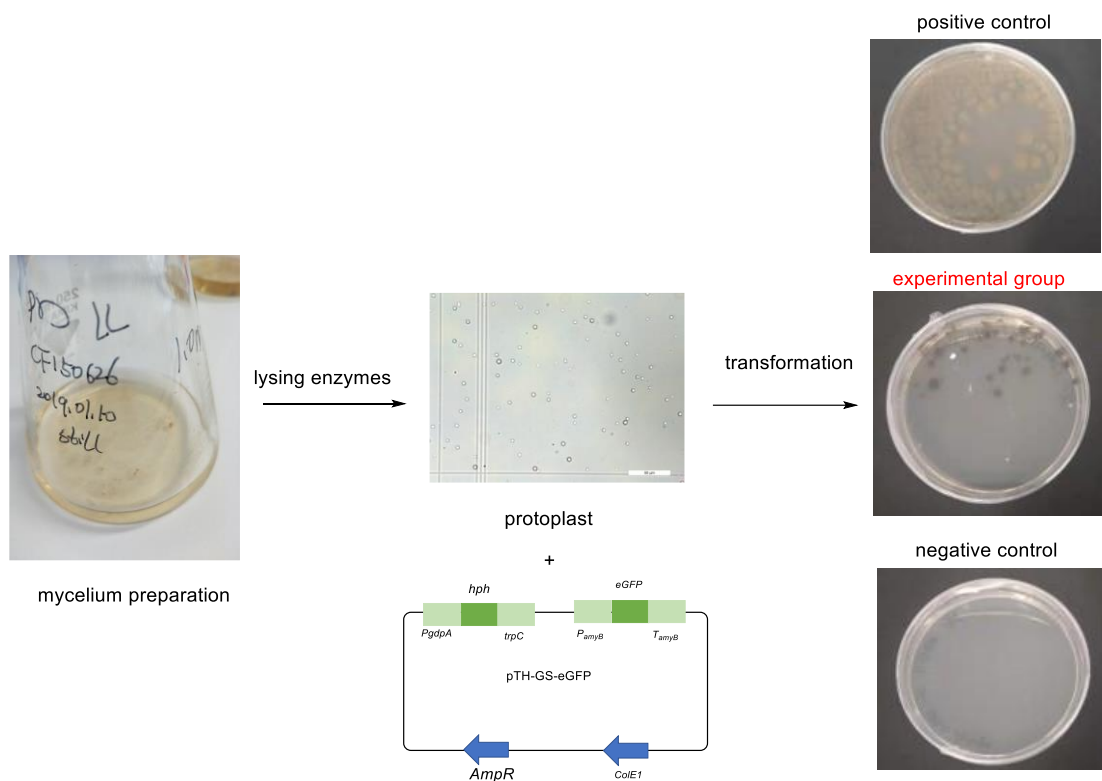 positive control
experimental group
250
CF150626
2019.01.10
lysing enzymes
transformation
mycelium preparation
protoplast
+
negative control
hph
eGFP
PgdpA
trpC
PamyB
TamyB
pTH-GS-eGFP
AmpR
ColE1